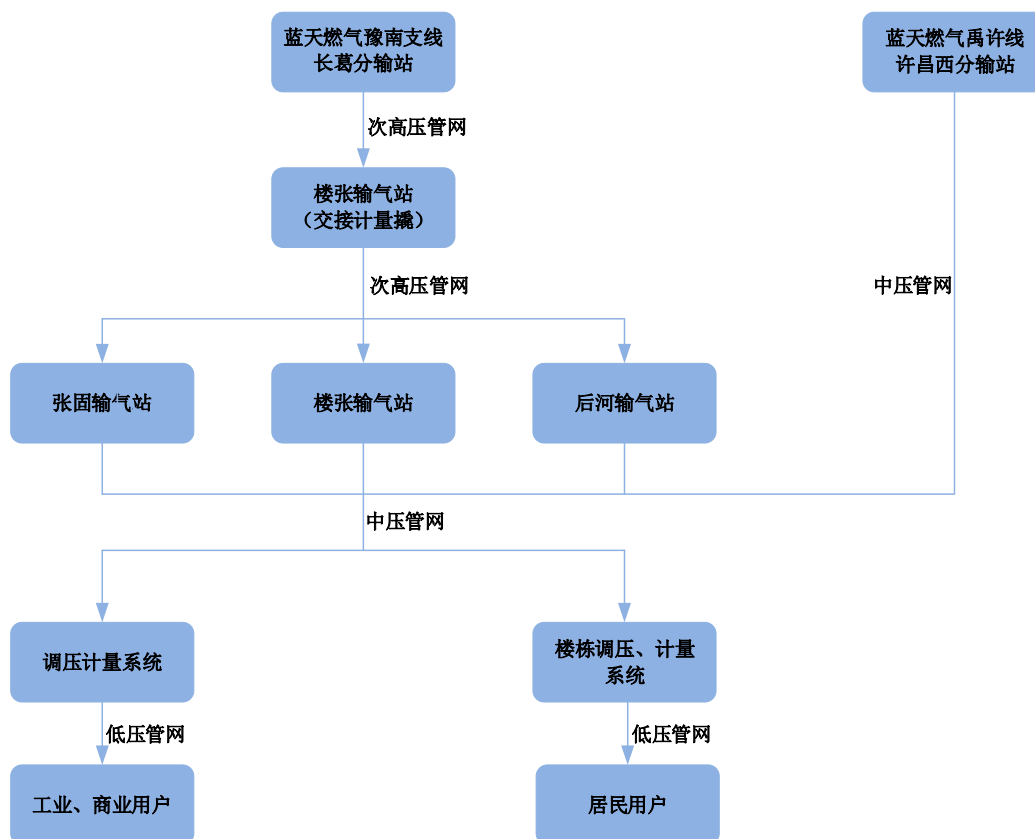 蓝天燃气豫南支线
长葛分输站
蓝天燃气禹许线
许昌西分输站
次高压管网
楼张输气站
（交接计量撬）
次高压管网
中压管网
张固输气站
楼张输气站
后河输气站
中压管网
调压计量系统
楼栋调压、计量
系统
低压管网
低压管网
工业、商业用户
居民用户